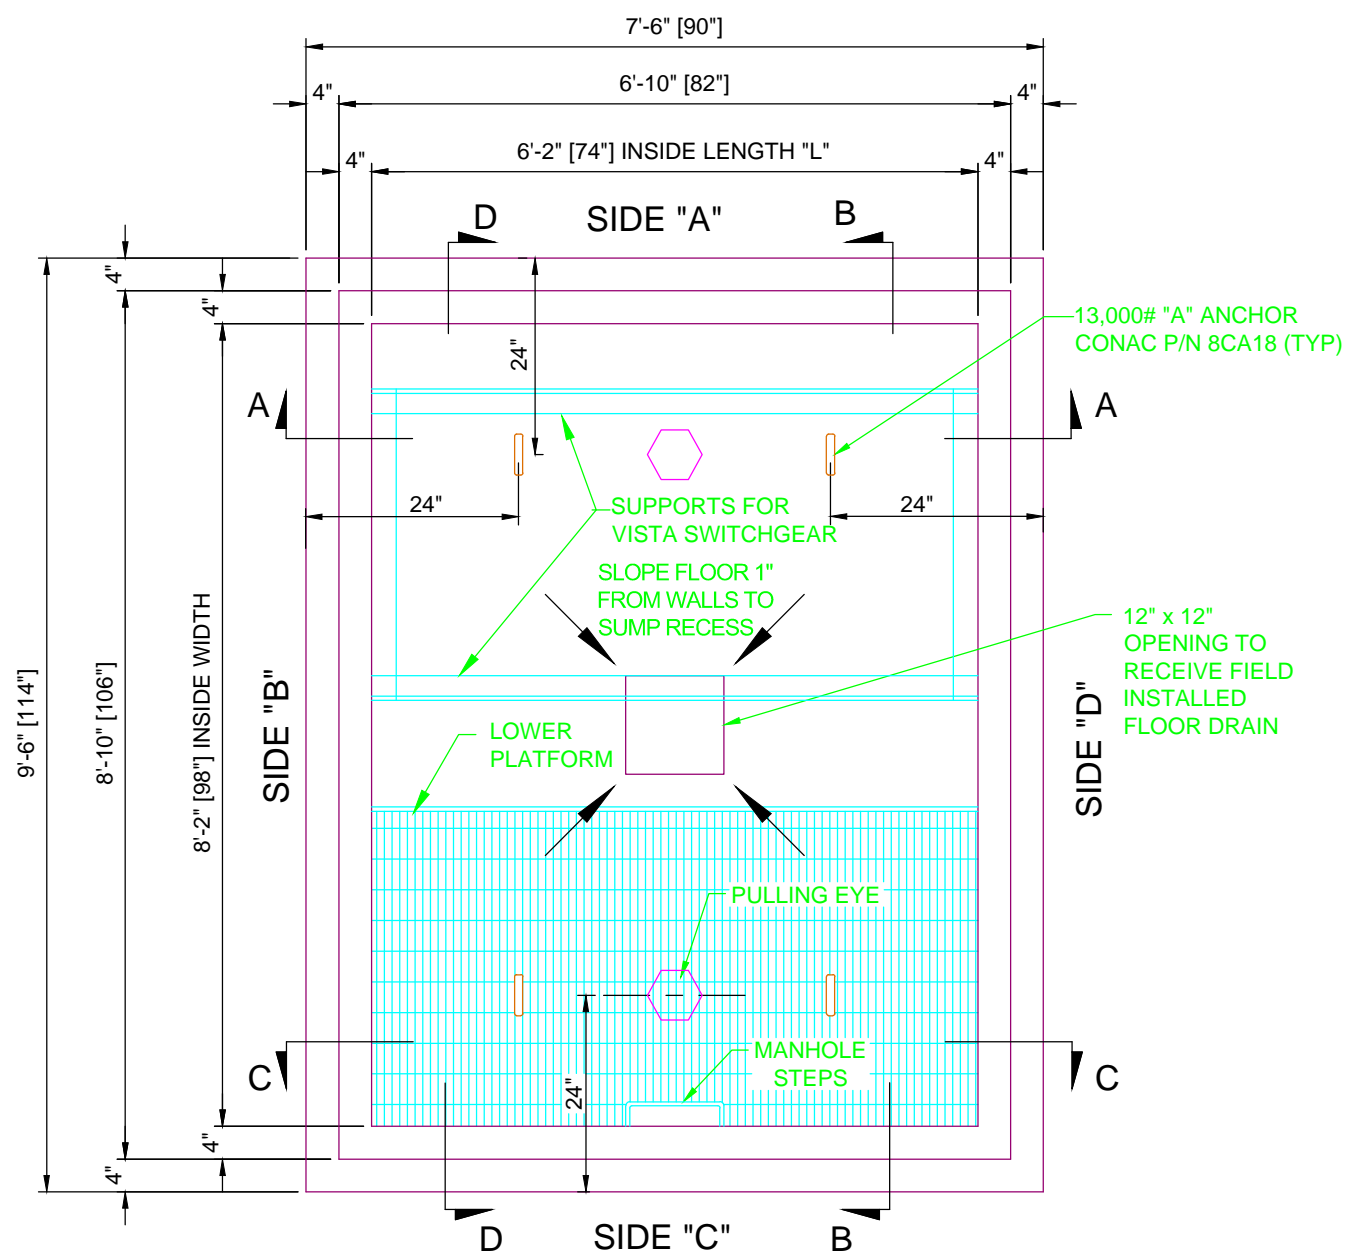 7'-6" [90"]
6'-10" [82"]
4"
4"
6'-2" [74"] INSIDE LENGTH "L"
4"
4"
D
SIDE "A"
B
4"
4"
24"
13,000# "A" ANCHOR
CONAC P/N 8CA18 (TYP)
A
A
24"
24"
SUPPORTS FOR
VISTA SWITCHGEAR
SLOPE FLOOR 1"
FROM WALLS TO
SUMP RECESS
12" x 12"
OPENING TO
RECEIVE FIELD
INSTALLED
FLOOR DRAIN
9'-6" [114"]
8'-10" [106"]
8'-2" [98"] INSIDE WIDTH
SIDE "B"
SIDE "D"
LOWER
PLATFORM
PULLING EYE
MANHOLE
STEPS
24"
C
C
4"
4"
D
SIDE "C"
B